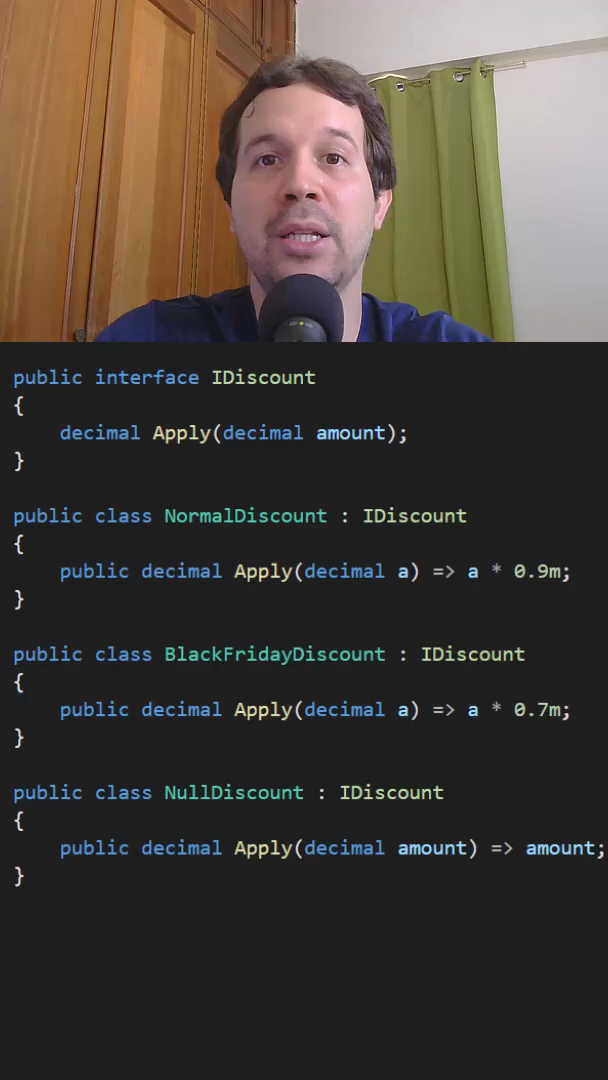 public interface IDiscount
{
    decimal Apply(decimal amount);
}
public class NormalDiscount : IDiscount
{
    public decimal Apply(decimal a) => a * 0.9m;
}
public class BlackFridayDiscount : IDiscount
{
    public decimal Apply(decimal a) => a * 0.7m;
}
public class NullDiscount : IDiscount
{
    public decimal Apply(decimal amount) => amount;
}